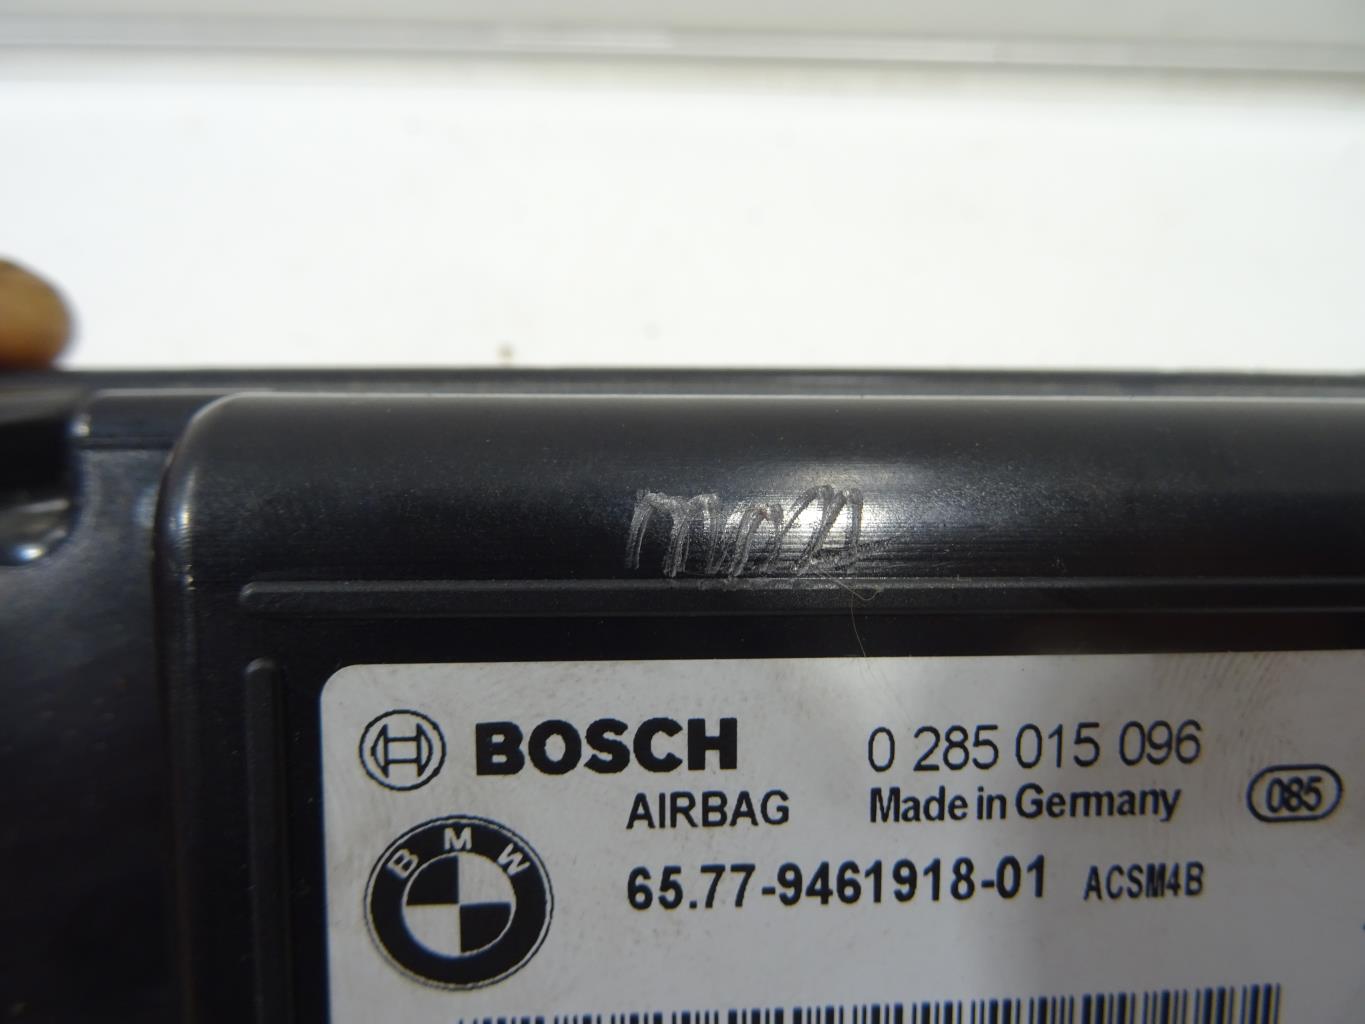 BOSCH 0 285 015 096
AIRBAG Made in Germany 085
BMW 65.77-9461918-01 ACSM4B